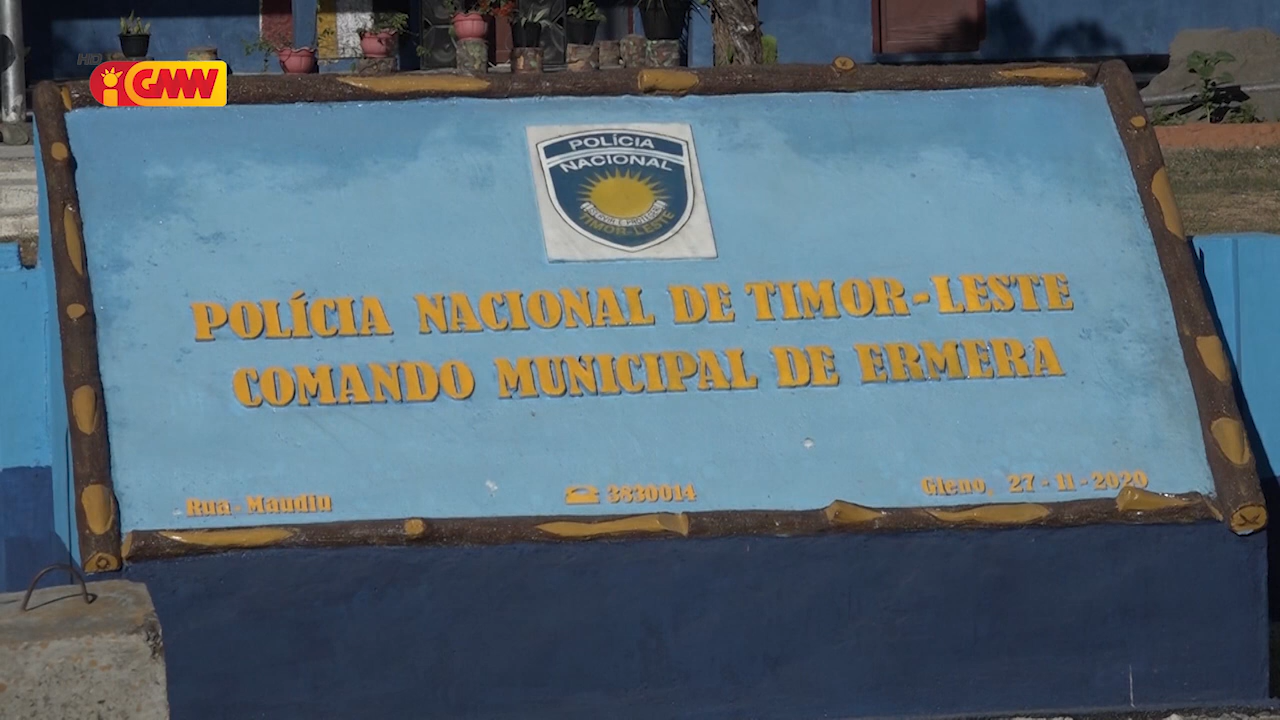 GMN
POLÍCIA
NACIONAL
TIMOR-LESTE
POLÍCIA NACIONAL DE TIMOR-LESTE
COMANDO MUNICIPAL DE ERMERA
Rua. Maudiu
☎ 3830014
Gleno, 27-11-2020